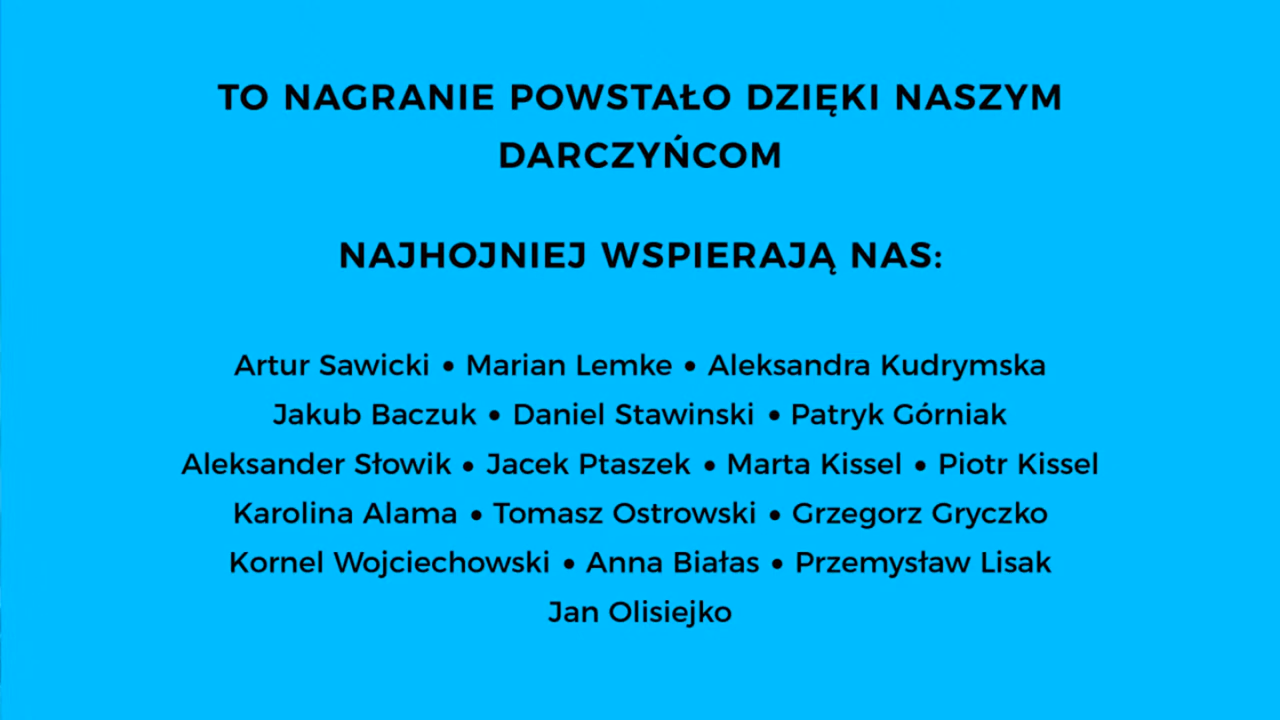 TO NAGRANIE POWSTAŁO DZIĘKI NASZYM
DARCZYŃCOM
NAJHOJNIEJ WSPIERAJĄ NAS:
Artur Sawicki • Marian Lemke • Aleksandra Kudrymska
Jakub Baczuk • Daniel Stawinski • Patryk Górniak
Aleksander Słowik • Jacek Ptaszek • Marta Kissel • Piotr Kissel
Karolina Alama • Tomasz Ostrowski • Grzegorz Gryczko
Kornel Wojciechowski • Anna Białas • Przemysław Lisak
Jan Olisiejko